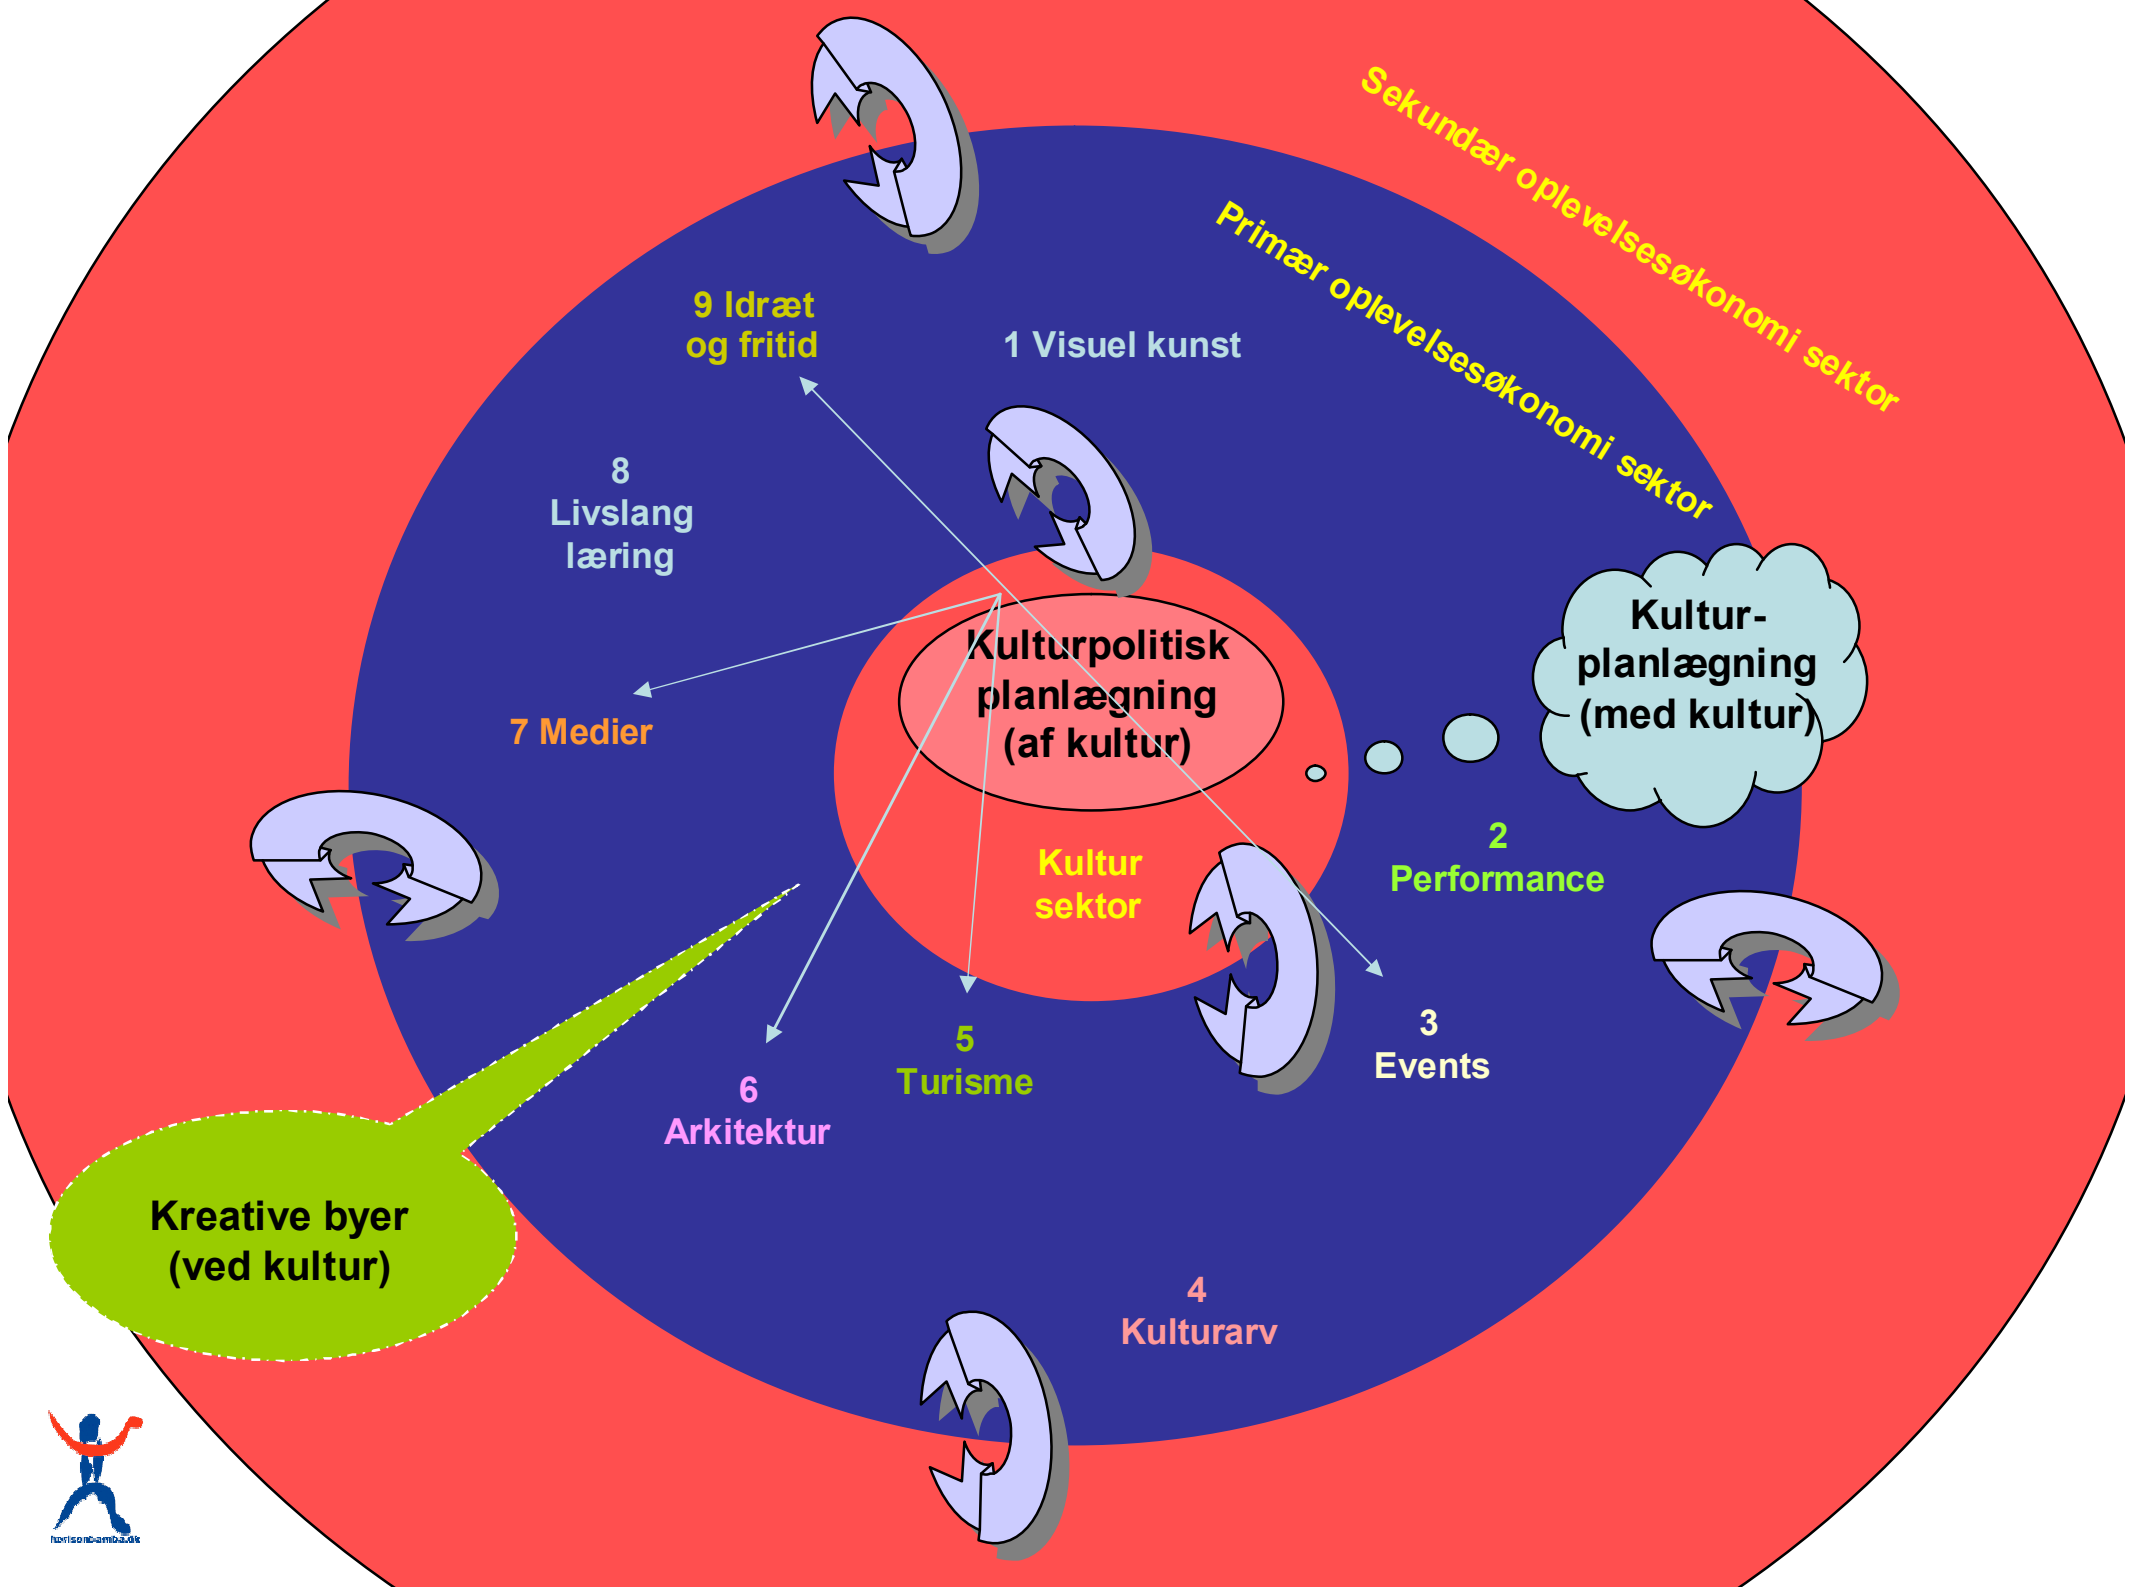 Sekundær oplevelsesøkonomi sektor
Primær oplevelsesøkonomi sektor
9 Idræt
og fritid
1 Visuel kunst
8
Livslang
læring
Kulturpolitisk
planlægning
(af kultur)
Kultur-
planlægning
(med kultur)
7 Medier
2
Performance
Kultur
sektor
3
Events
5
Turisme
6
Arkitektur
Kreative byer
(ved kultur)
4
Kulturarv